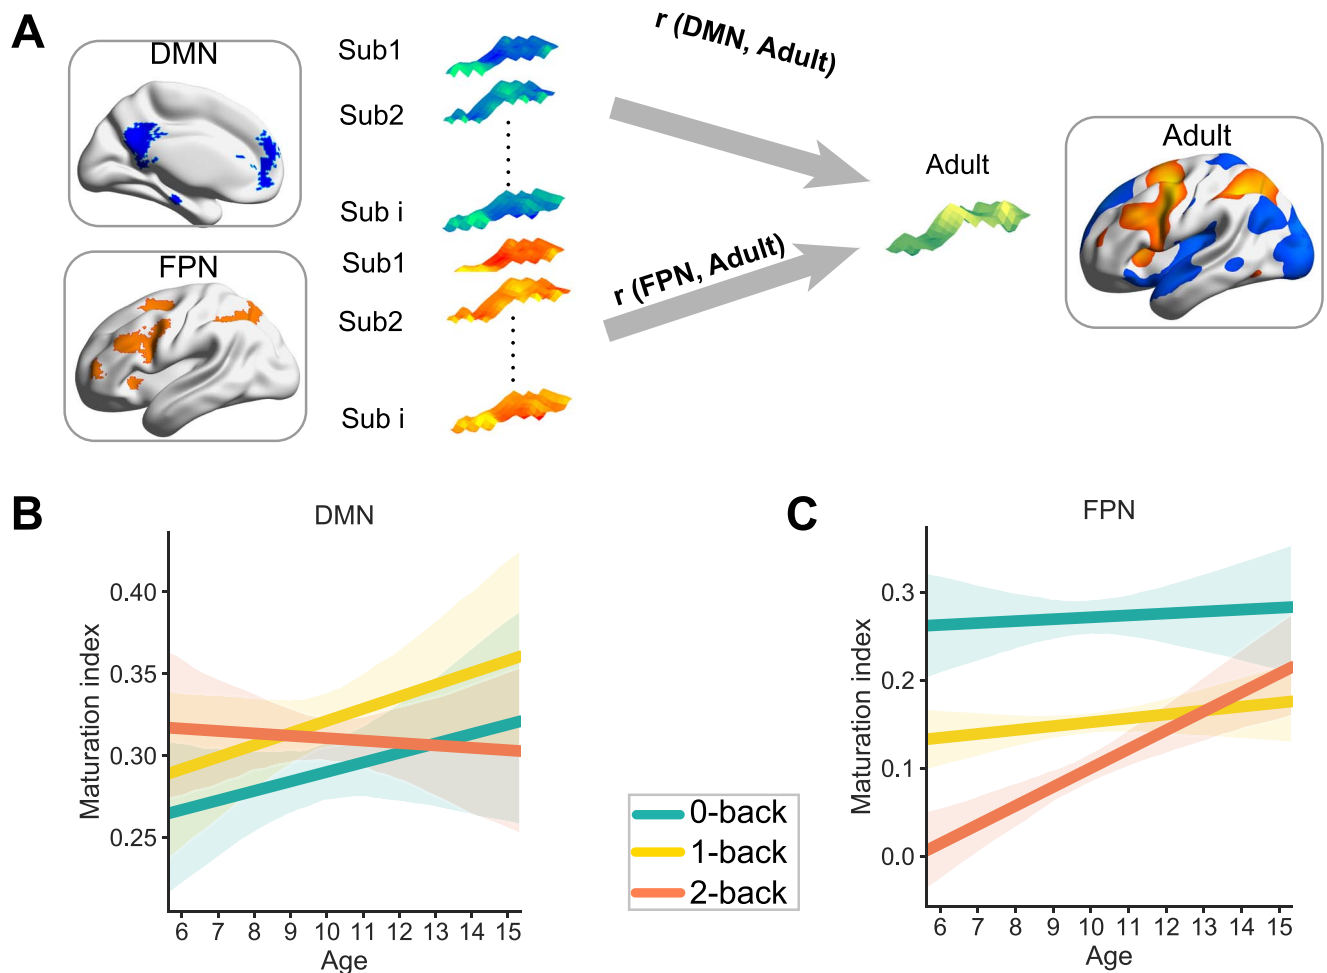 A
DMN
Sub1
Sub2
Sub i
FPN
Sub1
Sub2
Sub i
r (DMN, Adult)
r (FPN, Adult)
Adult
Adult
B
DMN
Maturation index
0.40
0.35
0.30
0.25
6 7 8 9 10 11 12 13 14 15
Age
0-back
1-back
2-back
C
FPN
Maturation index
0.3
0.2
0.1
0.0
6 7 8 9 10 11 12 13 14 15
Age